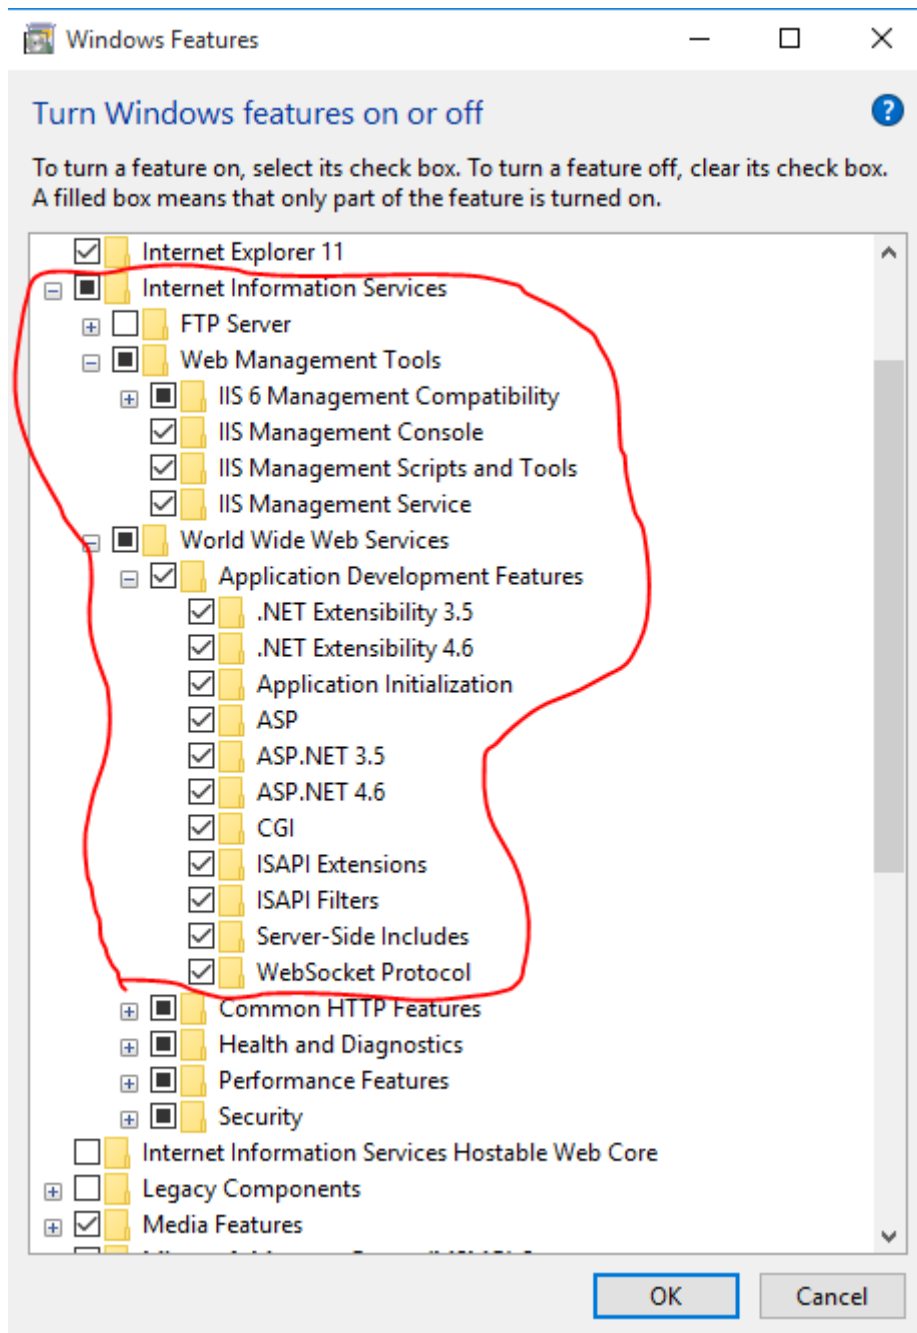 Windows Features
Turn Windows features on or off
To turn a feature on, select its check box. To turn a feature off, clear its check box.
A filled box means that only part of the feature is turned on.
Internet Explorer 11
Internet Information Services
FTP Server
Web Management Tools
IIS 6 Management Compatibility
IIS Management Console
IIS Management Scripts and Tools
IIS Management Service
World Wide Web Services
Application Development Features
.NET Extensibility 3.5
.NET Extensibility 4.6
Application Initialization
ASP
ASP.NET 3.5
ASP.NET 4.6
CGI
ISAPI Extensions
ISAPI Filters
Server-Side Includes
WebSocket Protocol
Common HTTP Features
Health and Diagnostics
Performance Features
Security
Internet Information Services Hostable Web Core
Legacy Components
Media Features
OK
Cancel